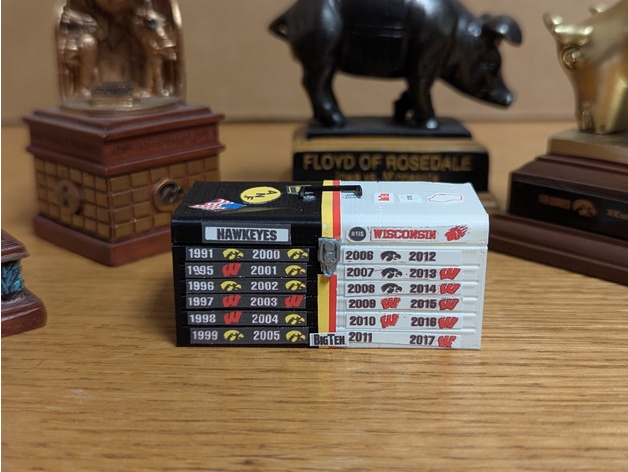 FLOYD OF ROSEDALE
ANF
HAWKEYES
WISCONSIN
1991 2000
1995 2001
1996 2002
1997 2003
1998 2004
1999 2005
2006 2012
2007 2013
2008 2014
2009 2015
2010 2016
2011 2017
BIGTEN